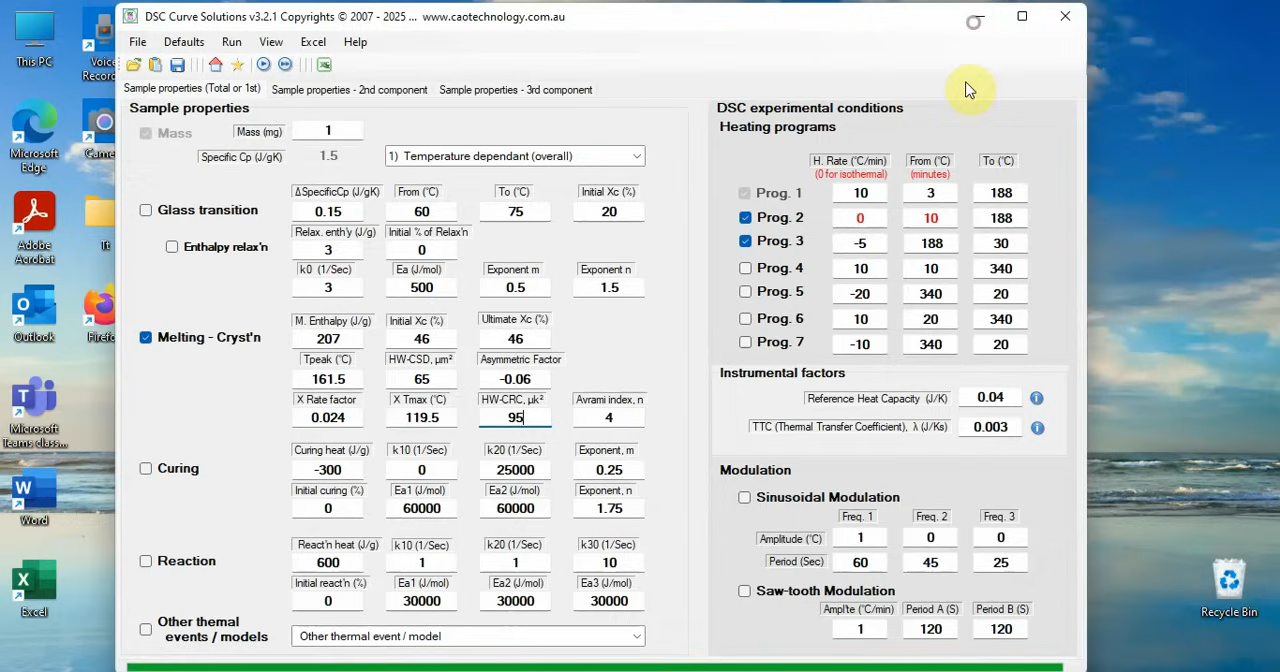 This PC
Voice
Recorc
Microsoft
Edge
Came
Adobe
Acrobat
It
Outlook
Firefo
Microsoft
Teams class...
Word
Excel
Recycle Bin
DSC Curve Solutions v3.2.1 Copyrights © 2007 - 2025 ... www.caotechnology.com.au
File Defaults Run View Excel Help
Sample properties (Total or 1st) Sample properties - 2nd component Sample properties - 3rd component
Sample properties
Mass Mass (mg) 1
Specific Cp (J/gK) 1.5 1) Temperature dependant (overall)
ΔSpecificCp (J/gK) From (°C) To (°C) Initial Xc (%)
Glass transition 0.15 60 75 20
Relax. enth'y (J/g) Initial % of Relax'n
Enthalpy relax'n 3 0
k0 (1/Sec) Ea (J/mol) Exponent m Exponent n
3 500 0.5 1.5
M. Enthalpy (J/g) Initial Xc (%) Ultimate Xc (%)
Melting - Cryst'n 207 46 46
Tpeak (°C) HW-CSD, µm² Asymmetric Factor
161.5 65 -0.06
X Rate factor X Tmax (°C) HW-CRC, µk² Avrami index, n
0.024 119.5 95 4
Curing heat (J/g) k10 (1/Sec) k20 (1/Sec) Exponent, m
Curing -300 0 25000 0.25
Initial curing (%) Ea1 (J/mol) Ea2 (J/mol) Exponent, n
0 60000 60000 1.75
React'n heat (J/g) k10 (1/Sec) k20 (1/Sec) k30 (1/Sec)
Reaction 600 1 1 10
Initial react'n (%) Ea1 (J/mol) Ea2 (J/mol) Ea3 (J/mol)
0 30000 30000 30000
Other thermal
events / models Other thermal event / model
DSC experimental conditions
Heating programs
H. Rate (°C/min) From (°C) To (°C)
(0 for isothermal) (minutes)
Prog. 1 10 3 188
Prog. 2 0 10 188
Prog. 3 -5 188 30
Prog. 4 10 10 340
Prog. 5 -20 340 20
Prog. 6 10 20 340
Prog. 7 -10 340 20
Instrumental factors
Reference Heat Capacity (J/K) 0.04
TTC (Thermal Transfer Coefficient), λ (J/Ks) 0.003
Modulation
Sinusoidal Modulation
Freq. 1 Freq. 2 Freq. 3
Amplitude (°C) 1 0 0
Period (Sec) 60 45 25
Saw-tooth Modulation
Ampl'te (°C/min) Period A (S) Period B (S)
1 120 120